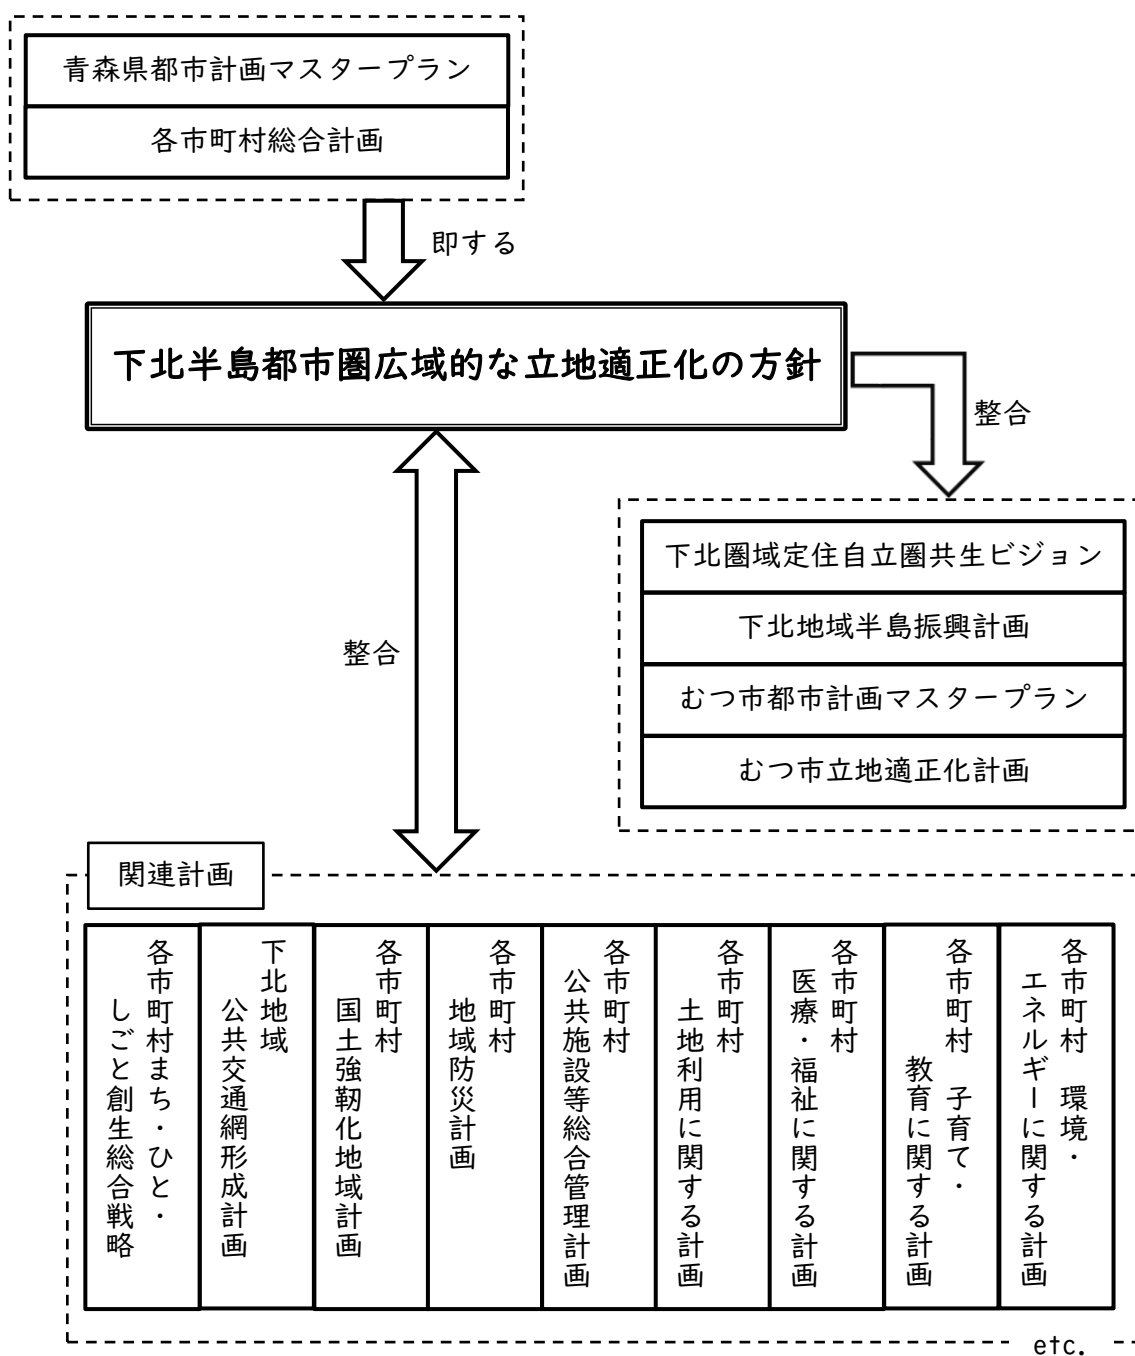 青森県都市計画マスタープラン
各市町村総合計画
即する
下北半島都市圏広域的な立地適正化の方針
整合
下北圏域定住自立圏共生ビジョン
下北地域半島振興計画
むつ市都市計画マスタープラン
むつ市立地適正化計画
整合
関連計画
各市町村まち・ひと・
しごと創生総合戦略
下北地域
公共交通網形成計画
各市町村
国土強靭化地域計画
各市町村
地域防災計画
各市町村
公共施設等総合管理計画
各市町村
土地利用に関する計画
各市町村
医療・福祉に関する計画
各市町村 子育て・
教育に関する計画
各市町村 環境・
エネルギーに関する計画
etc.